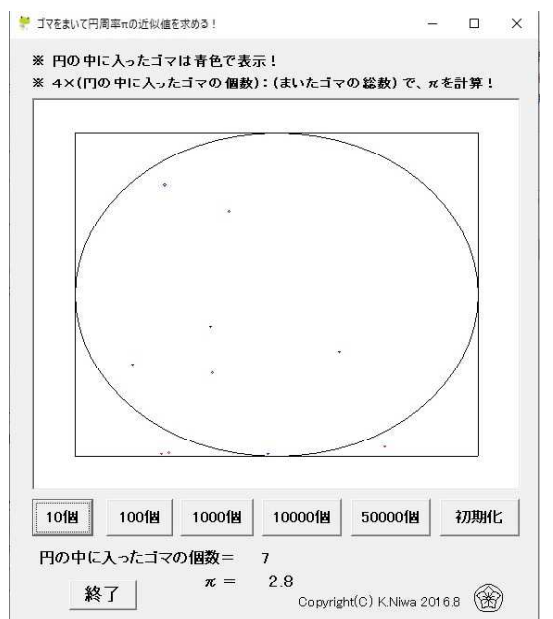 ゴマをまいて円周率πの近似値を求める！
※ 円の中に入ったゴマは青色で表示！
※ 4×(円の中に入ったゴマの個数)：(まいたゴマの総数) で、πを計算！
10個 100個 1000個 10000個 50000個 初期化
円の中に入ったゴマの個数＝ 7
π ＝ 2.8
終了
Copyright(C) K.Niwa 2016.8